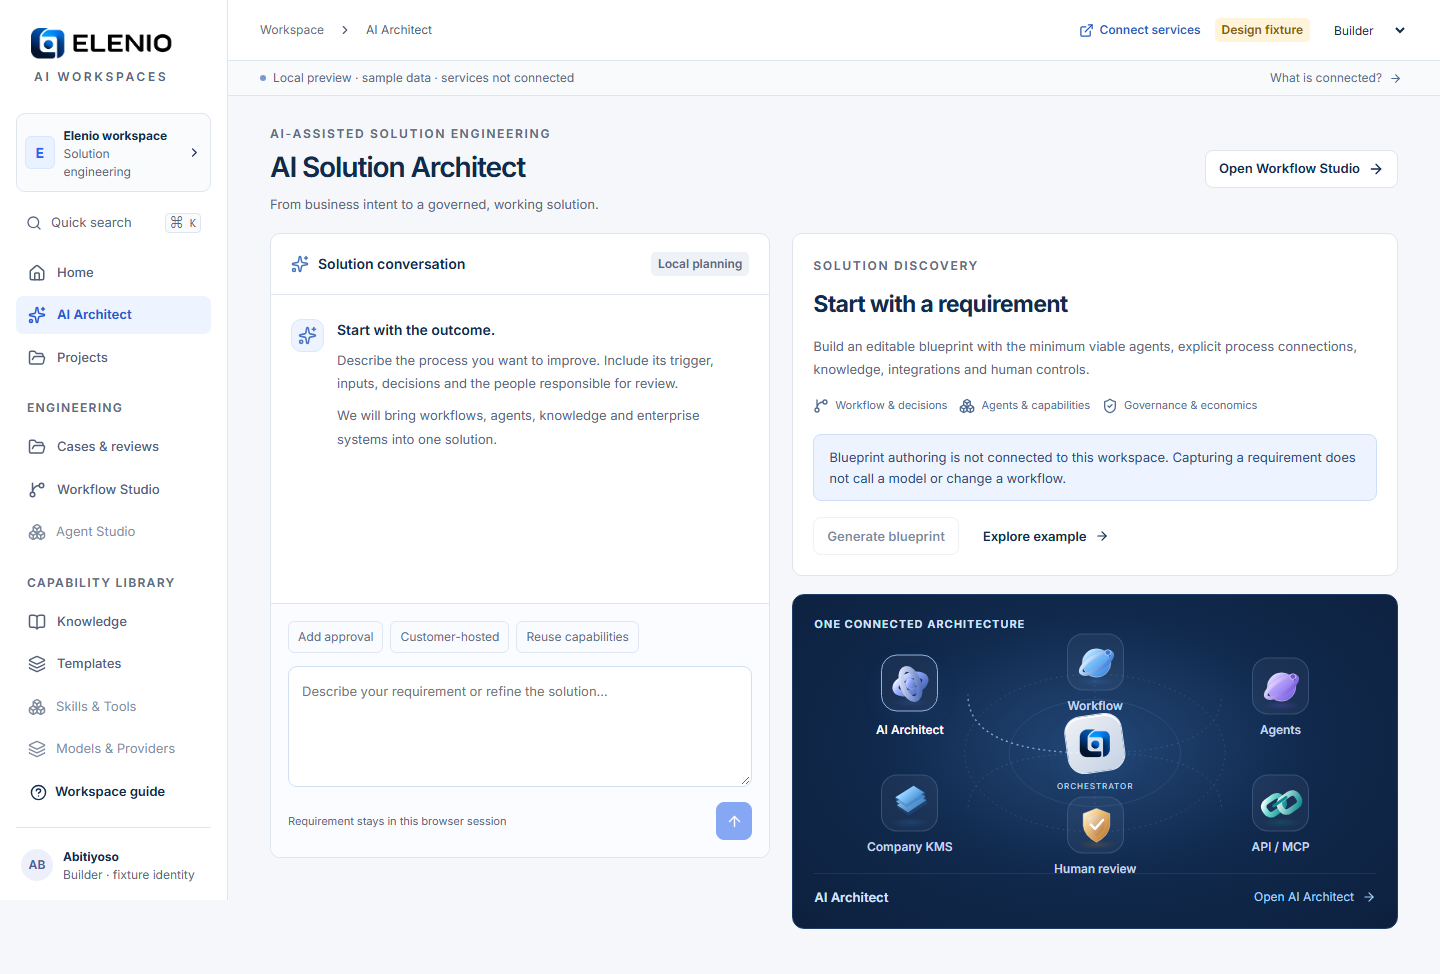 ELENIO
AI WORKSPACES
E
Elenio workspace
Solution
engineering
Quick search
⌘ K
Home
AI Architect
Projects
ENGINEERING
Cases & reviews
Workflow Studio
Agent Studio
CAPABILITY LIBRARY
Knowledge
Templates
Skills & Tools
Models & Providers
Workspace guide
AB
Abitiyoso
Builder · fixture identity
Workspace
AI Architect
Connect services
Design fixture
Builder
Local preview · sample data · services not connected
What is connected?
AI-ASSISTED SOLUTION ENGINEERING
AI Solution Architect
From business intent to a governed, working solution.
Open Workflow Studio
Solution conversation
Local planning
Start with the outcome.
Describe the process you want to improve. Include its trigger,
inputs, decisions and the people responsible for review.
We will bring workflows, agents, knowledge and enterprise
systems into one solution.
Add approval
Customer-hosted
Reuse capabilities
Describe your requirement or refine the solution...
Requirement stays in this browser session
SOLUTION DISCOVERY
Start with a requirement
Build an editable blueprint with the minimum viable agents, explicit process connections,
knowledge, integrations and human controls.
Workflow & decisions
Agents & capabilities
Governance & economics
Blueprint authoring is not connected to this workspace. Capturing a requirement does
not call a model or change a workflow.
Generate blueprint
Explore example
ONE CONNECTED ARCHITECTURE
AI Architect
Workflow
Agents
ORCHESTRATOR
Company KMS
Human review
API / MCP
AI Architect
Open AI Architect